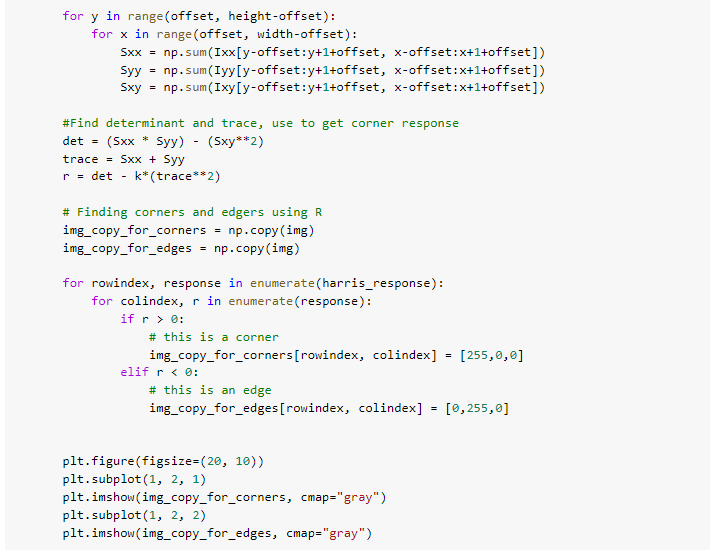 for y in range(offset, height-offset):
    for x in range(offset, width-offset):
        Sxx = np.sum(Ixx[y-offset:y+1+offset, x-offset:x+1+offset])
        Syy = np.sum(Iyy[y-offset:y+1+offset, x-offset:x+1+offset])
        Sxy = np.sum(Ixy[y-offset:y+1+offset, x-offset:x+1+offset])

#Find determinant and trace, use to get corner response
det = (Sxx * Syy) - (Sxy**2)
trace = Sxx + Syy
r = det - k*(trace**2)

# Finding corners and edgers using R
img_copy_for_corners = np.copy(img)
img_copy_for_edges = np.copy(img)

for rowindex, response in enumerate(harris_response):
    for colindex, r in enumerate(response):
        if r > 0:
            # this is a corner
            img_copy_for_corners[rowindex, colindex] = [255,0,0]
        elif r < 0:
            # this is an edge
            img_copy_for_edges[rowindex, colindex] = [0,255,0]


plt.figure(figsize=(20, 10))
plt.subplot(1, 2, 1)
plt.imshow(img_copy_for_corners, cmap="gray")
plt.subplot(1, 2, 2)
plt.imshow(img_copy_for_edges, cmap="gray")